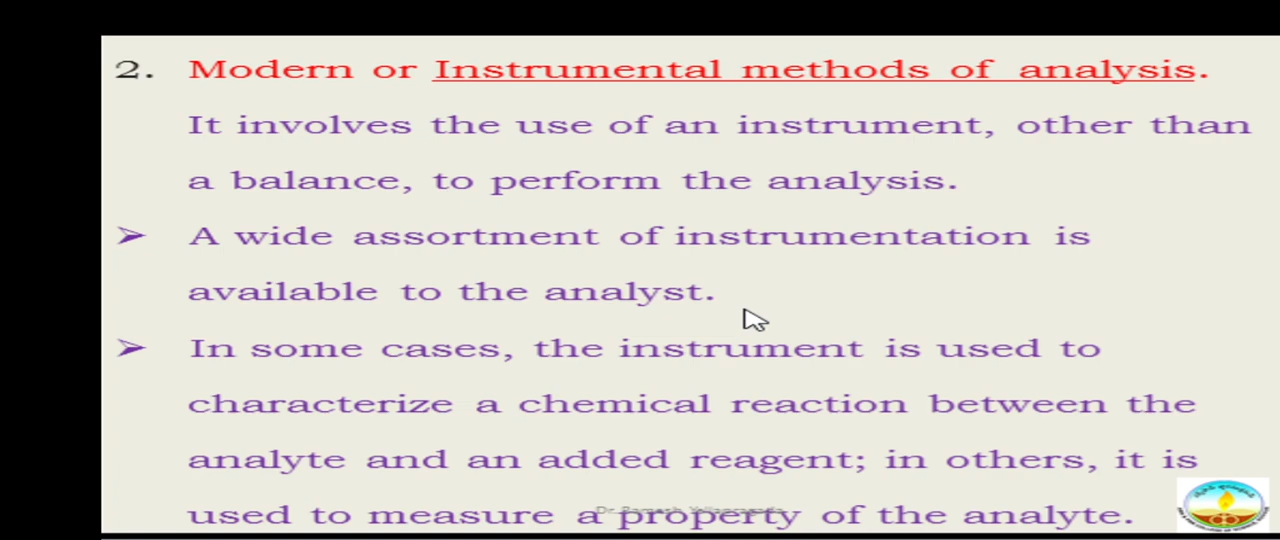 2. Modern or Instrumental methods of analysis.
It involves the use of an instrument, other than
a balance, to perform the analysis.
➢ A wide assortment of instrumentation is
available to the analyst.
➢ In some cases, the instrument is used to
characterize a chemical reaction between the
analyte and an added reagent; in others, it is
used to measure a property of the analyte.